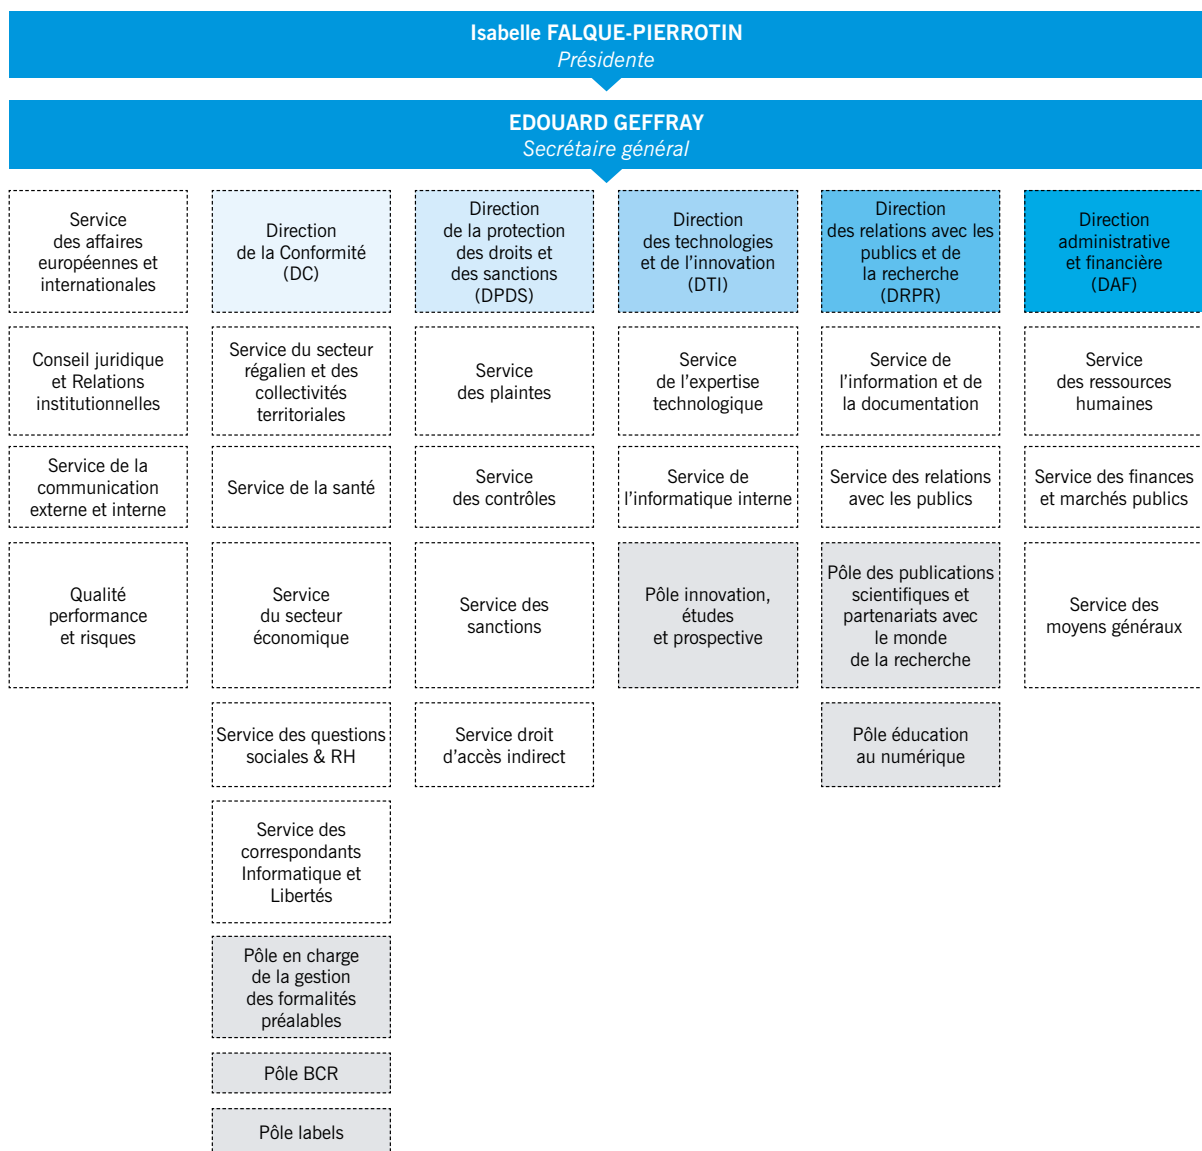 Isabelle FALQUE-PIERROTIN
Présidente
EDOUARD GEFFRAY
Secrétaire général
Service
des affaires
européennes et
internationales
Direction
de la Conformité
(DC)
Direction
de la protection
des droits et
des sanctions
(DPDS)
Direction
des technologies
et de l'innovation
(DTI)
Direction
des relations avec les
publics et de
la recherche
(DRPR)
Direction
administrative
et financière
(DAF)
Conseil juridique
et Relations
institutionnelles
Service du secteur
régalien et des
collectivités
territoriales
Service
des plaintes
Service
de l'expertise
technologique
Service de
l'information et de
la documentation
Service
des ressources
humaines
Service de la
communication
externe et interne
Service de la santé
Service
des contrôles
Service de
l'informatique interne
Service des relations
avec les publics
Service des finances
et marchés publics
Qualité
performance
et risques
Service
du secteur
économique
Service des
sanctions
Pôle innovation,
études
et prospective
Pôle des publications
scientifiques et
partenariats avec
le monde
de la recherche
Service des
moyens généraux
Service des questions
sociales & RH
Service droit
d'accès indirect
Pôle éducation
au numérique
Service des
correspondants
Informatique et
Libertés
Pôle en charge
de la gestion
des formalités
préalables
Pôle BCR
Pôle labels